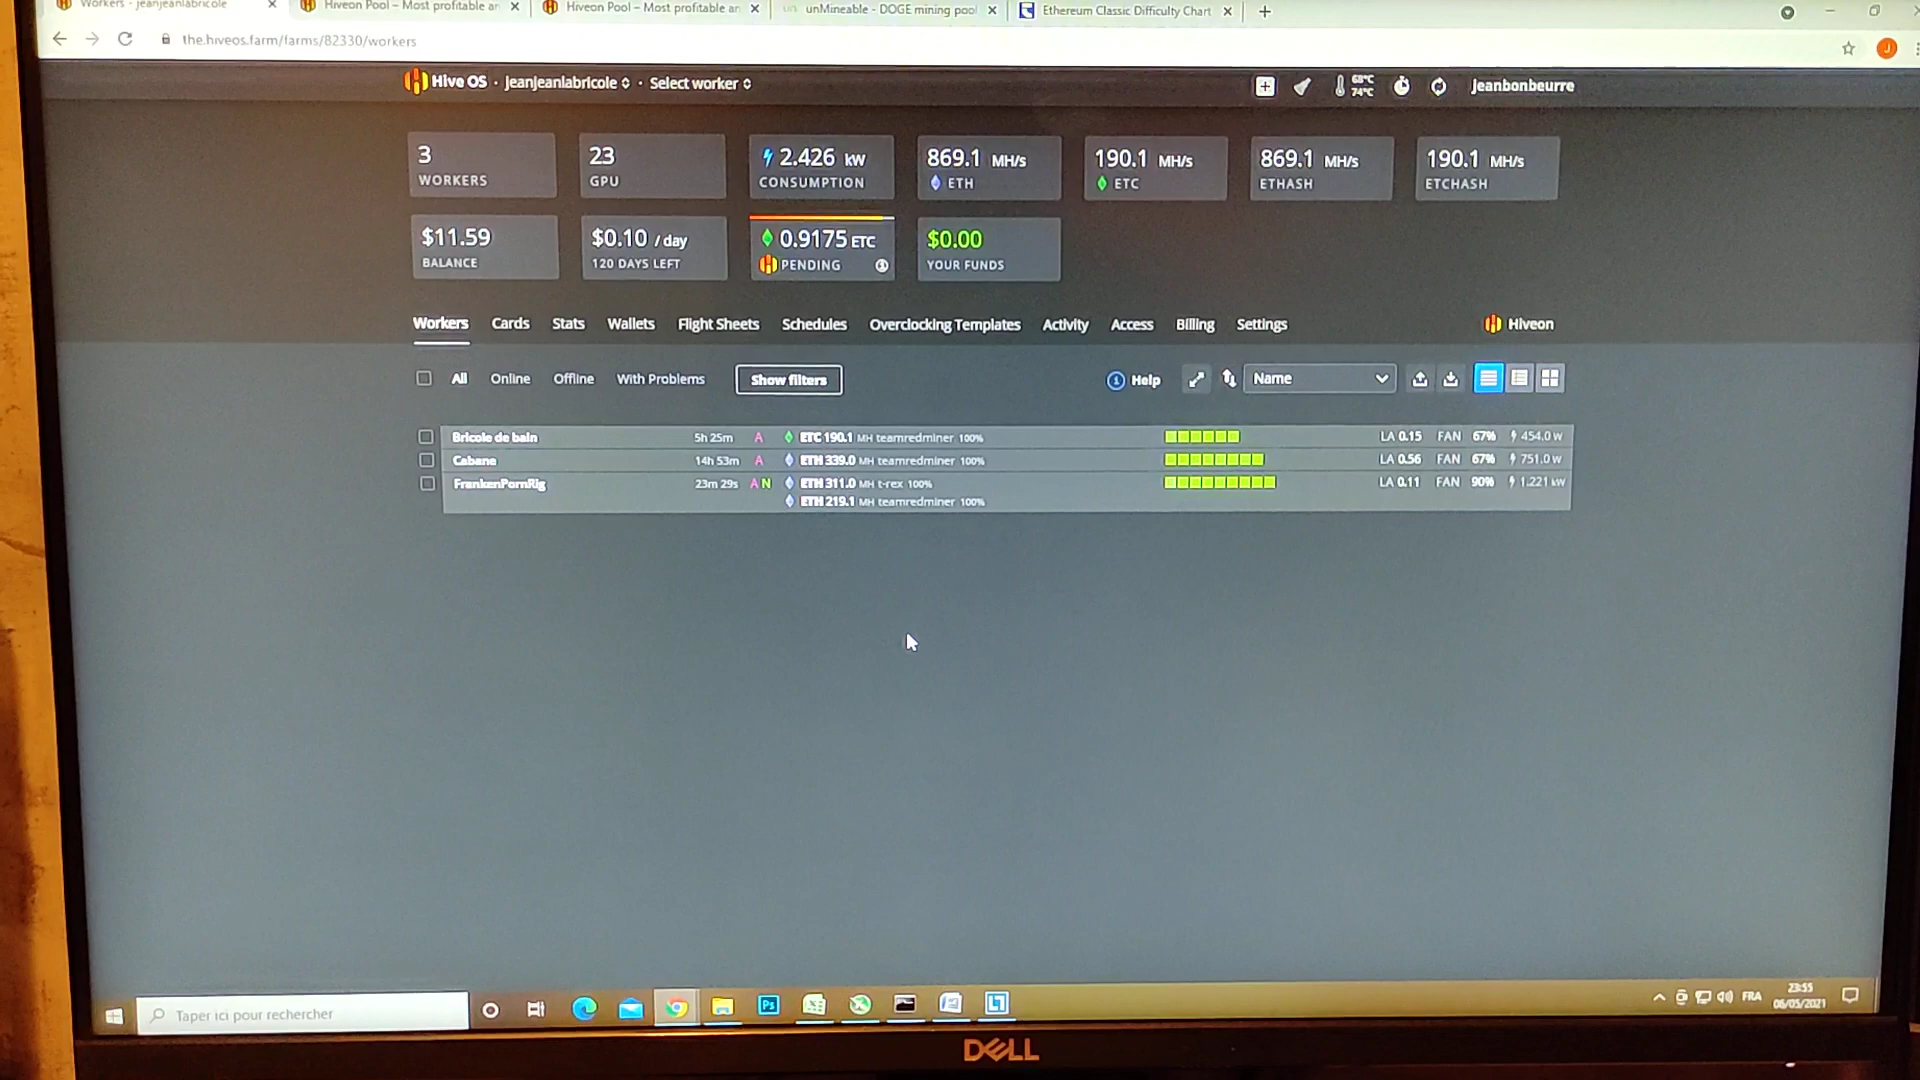 Workers - jeanjeanlabricole
Hiveon Pool – Most profitable an
Hiveon Pool – Most profitable an
unMineable - DOGE mining pool
Ethereum Classic Difficulty Chart
the.hiveos.farm/farms/82330/workers
J
Hive OS · jeanjeanlabricole · Select worker
68°C
74°C
jeanbonbeurre
3
WORKERS
23
GPU
2.426 kW
CONSUMPTION
869.1 MH/s
ETH
190.1 MH/s
ETC
869.1 MH/s
ETHASH
190.1 MH/s
ETCHASH
$11.59
BALANCE
$0.10 / day
120 DAYS LEFT
0.9175 ETC
PENDING
$0.00
YOUR FUNDS
Workers Cards Stats Wallets Flight Sheets Schedules Overclocking Templates Activity Access Billing Settings Hiveon
All Online Offline With Problems Show filters Help Name
Bricole de bain 5h 25m A ETC 190.1 MH teamredminer 100% LA 0.15 FAN 67% 454.0 W
Cabane 14h 53m A ETH 339.0 MH teamredminer 100% LA 0.56 FAN 67% 751.0 W
FrankenPornRig 23m 29s A N ETH 311.0 MH t-rex 100% LA 0.11 FAN 90% 1.221 kW
ETH 219.1 MH teamredminer 100%
Taper ici pour rechercher
Ps
FRA
23:55
06/05/2021
DELL